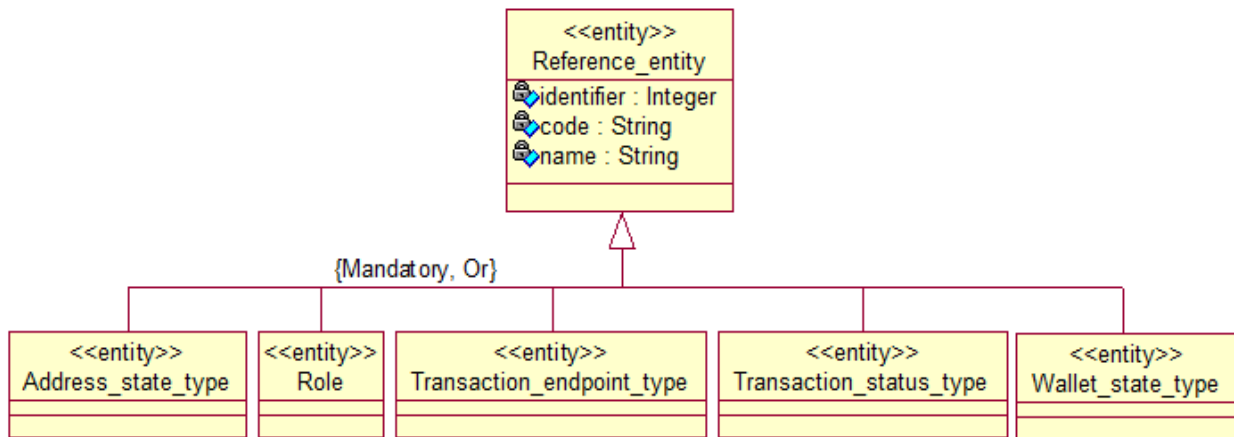 <<entity>>
Reference_entity
identifier : Integer
code : String
name : String
{Mandatory, Or}
<<entity>>
Address_state_type
<<entity>>
Role
<<entity>>
Transaction_endpoint_type
<<entity>>
Transaction_status_type
<<entity>>
Wallet_state_type